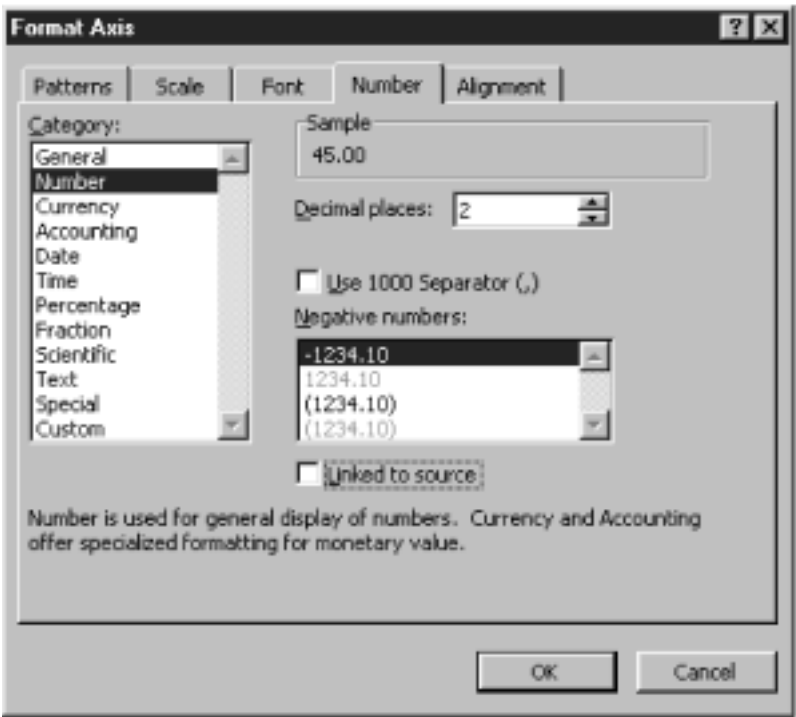 Format Axis
Patterns Scale Font Number Alignment
Category:
General
Number
Currency
Accounting
Date
Time
Percentage
Fraction
Scientific
Text
Special
Custom
Sample
45.00
Decimal places: 2
Use 1000 Separator (,)
Negative numbers:
-1234.10
1234.10
(1234.10)
(1234.10)
Linked to source
Number is used for general display of numbers. Currency and Accounting
offer specialized formatting for monetary value.
OK Cancel